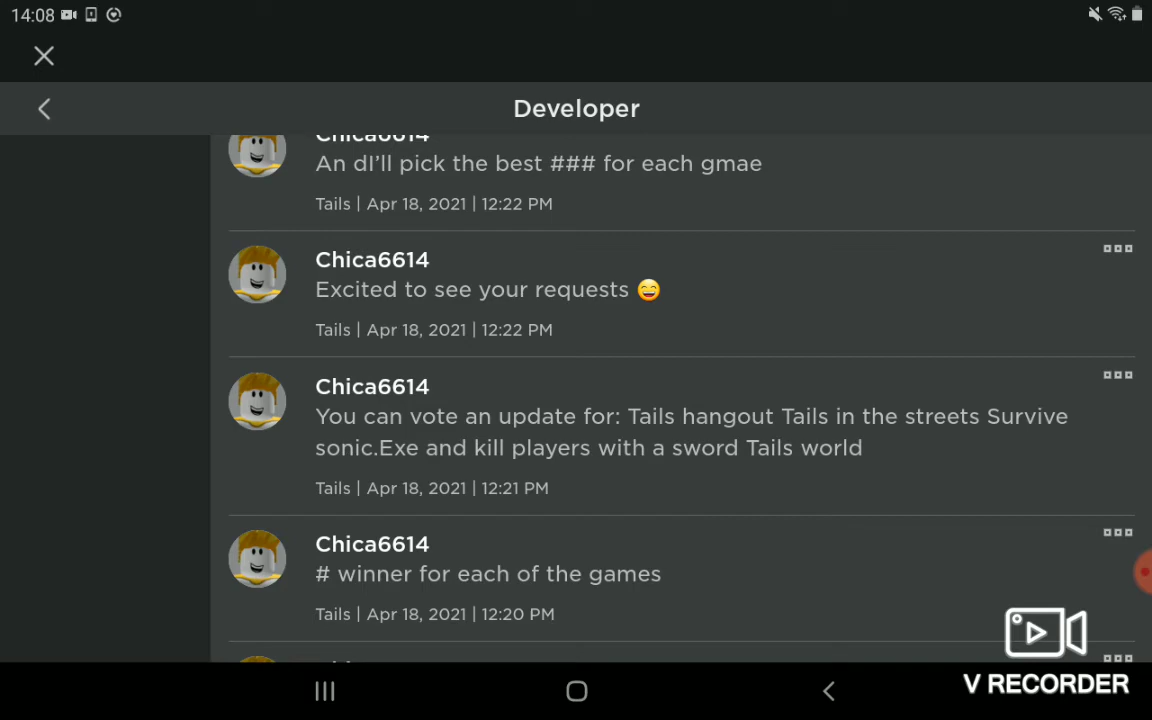 14:08
Developer
Chica6614
An dI’ll pick the best ### for each gmae
Tails | Apr 18, 2021 | 12:22 PM
Chica6614
Excited to see your requests 😄
Tails | Apr 18, 2021 | 12:22 PM
Chica6614
You can vote an update for: Tails hangout Tails in the streets Survive
sonic.Exe and kill players with a sword Tails world
Tails | Apr 18, 2021 | 12:21 PM
Chica6614
# winner for each of the games
Tails | Apr 18, 2021 | 12:20 PM
V RECORDER